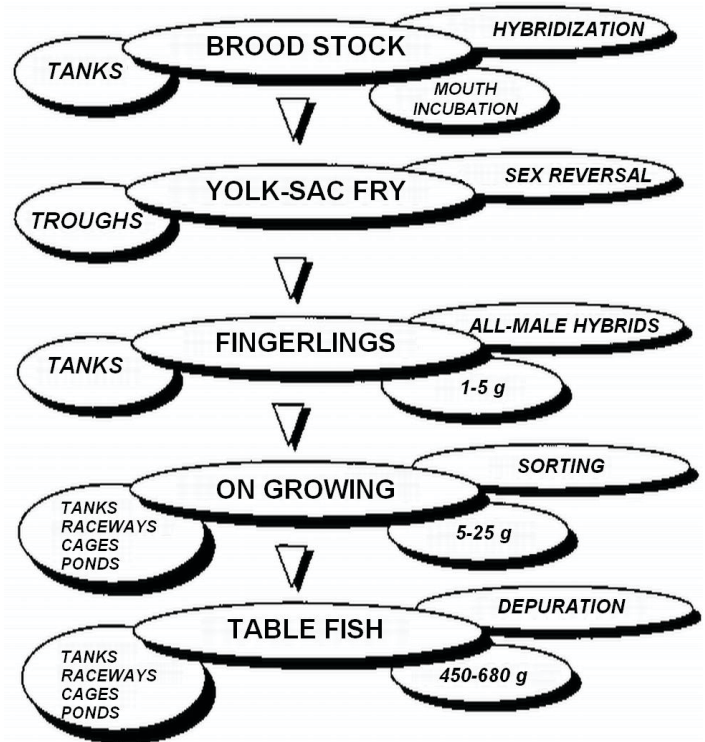 TANKS
BROOD STOCK
HYBRIDIZATION
MOUTH
INCUBATION
TROUGHS
YOLK-SAC FRY
SEX REVERSAL
TANKS
FINGERLINGS
ALL-MALE HYBRIDS
1-5 g
TANKS
RACEWAYS
CAGES
PONDS
ON GROWING
SORTING
5-25 g
TANKS
RACEWAYS
CAGES
PONDS
TABLE FISH
DEPURATION
450-680 g